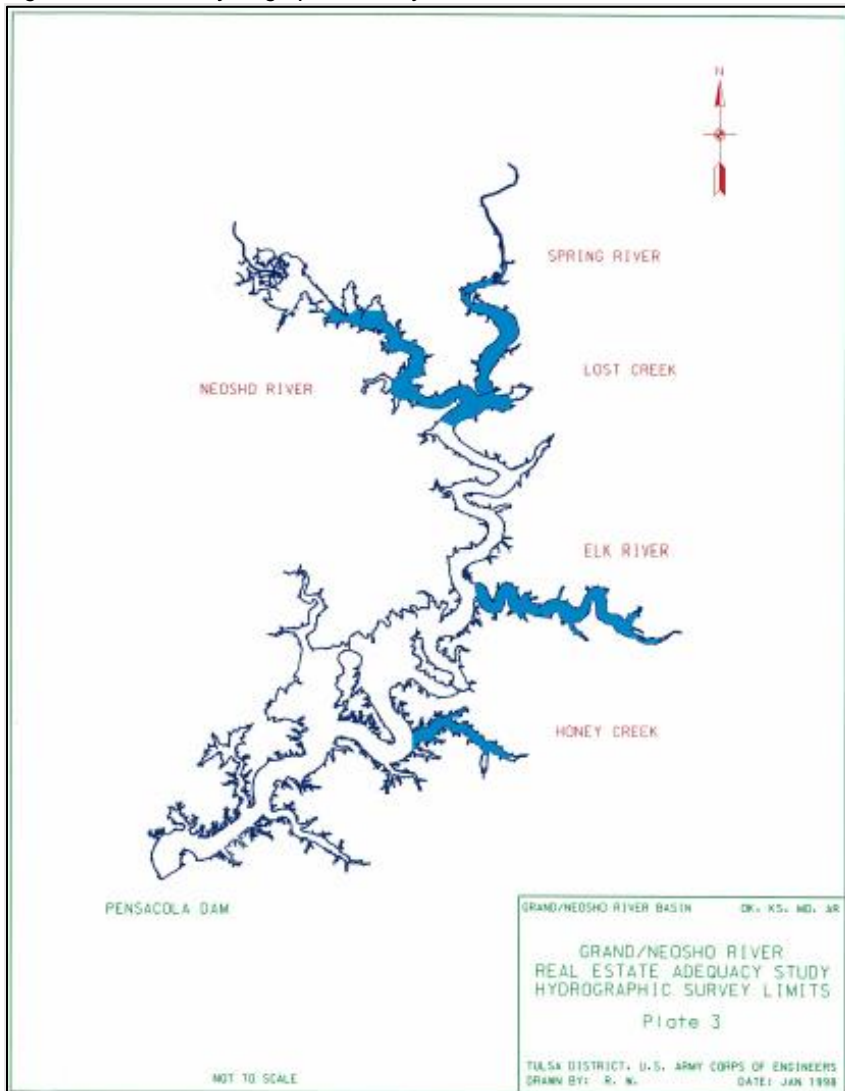 N
SPRING RIVER
LOST CREEK
NEOSHO RIVER
ELK RIVER
HONEY CREEK
PENSACOLA DAM
GRAND/NEOSHO RIVER BASIN OK, KS, MO, AR
GRAND/NEOSHO RIVER
REAL ESTATE ADEQUACY STUDY
HYDROGRAPHIC SURVEY LIMITS
Plate 3
NOT TO SCALE
TULSA DISTRICT, U.S. ARMY CORPS OF ENGINEERS
DRAWN BY: R. W. DATE: JAN 1998